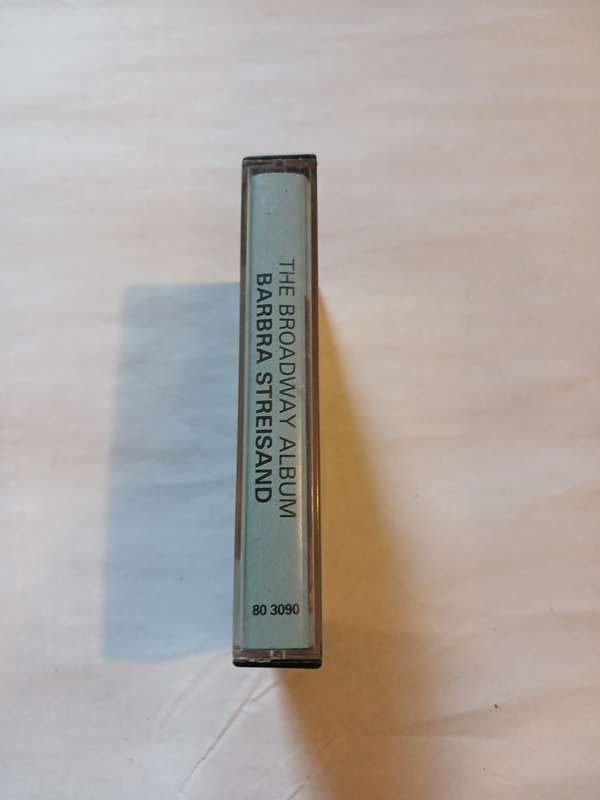 THE BROADWAY ALBUM
BARBRA STREISAND
80 3090